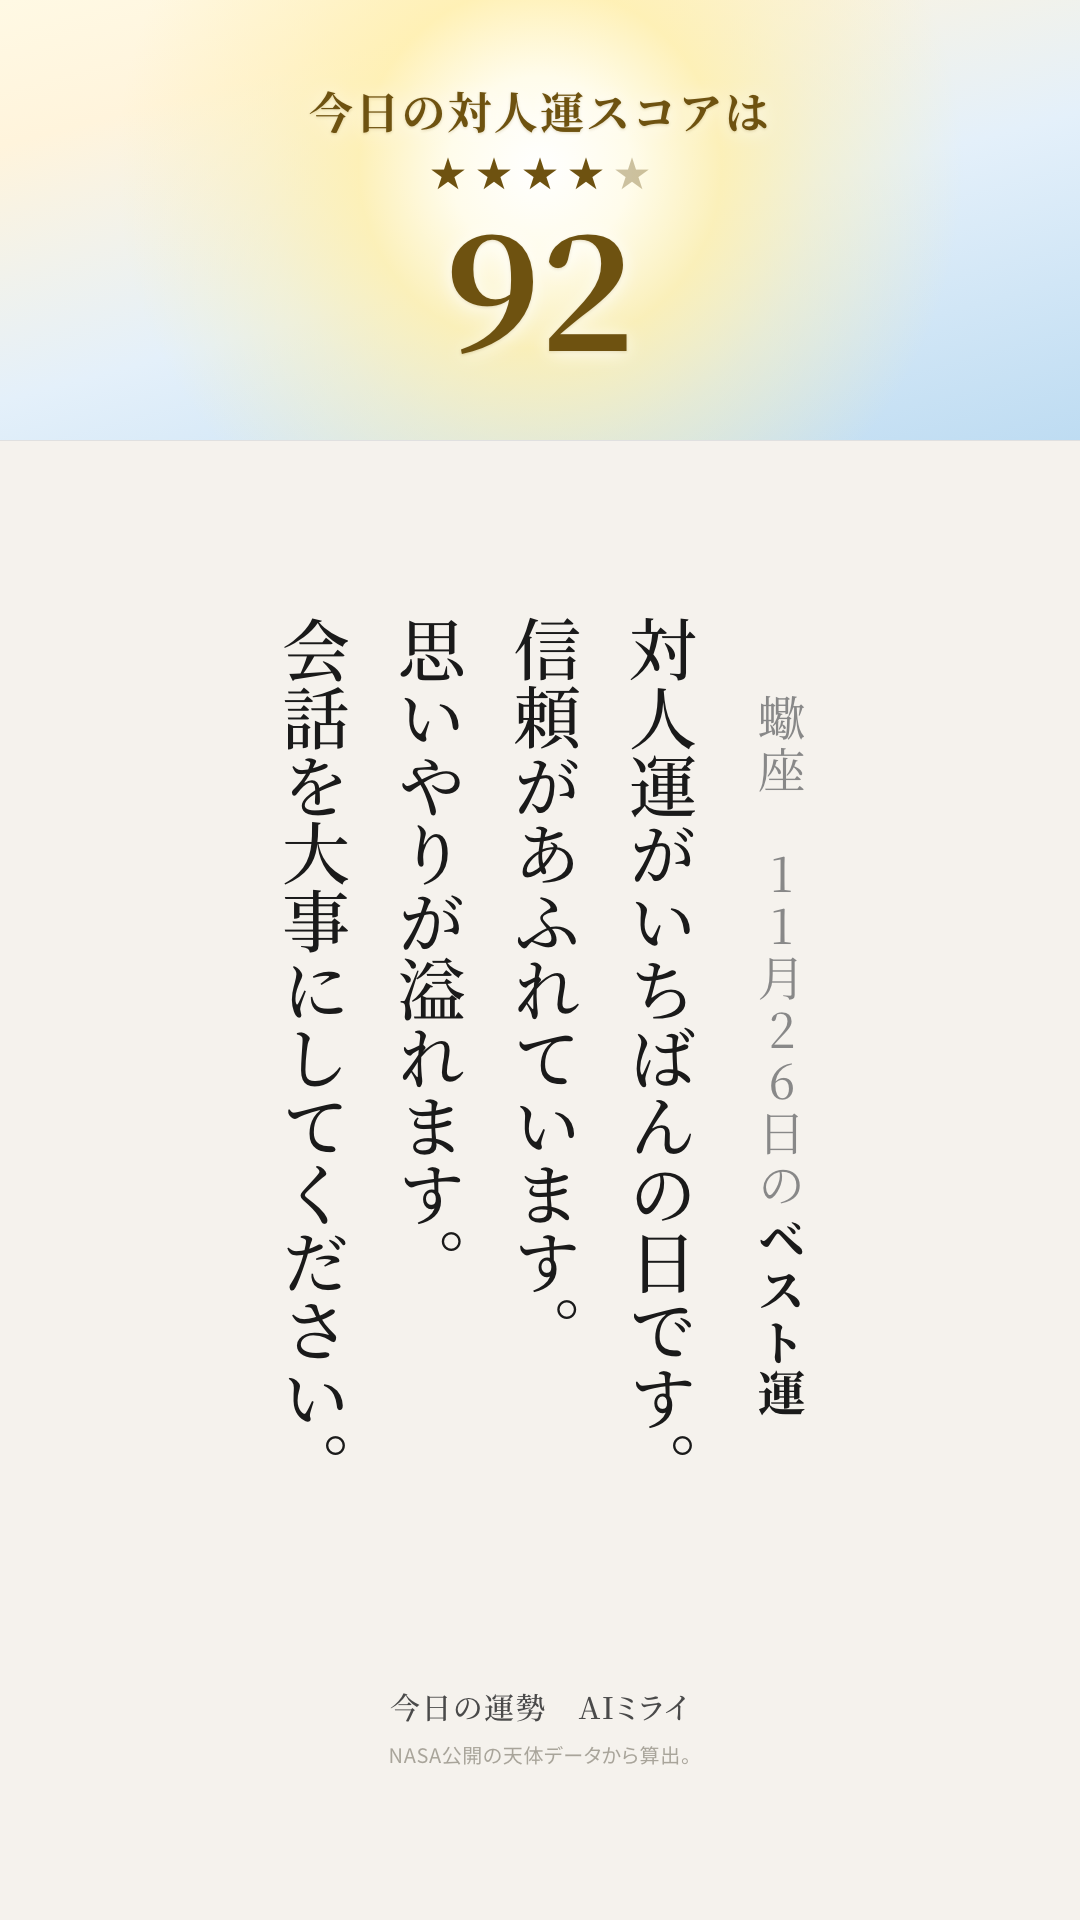 今日の対人運スコアは
★★★★★
92
蠍座　11月26日のベスト運
対人運がいちばんの日です。
信頼があふれています。
思いやりが溢れます。
会話を大事にしてください。
今日の運勢　AIミライ
NASA公開の天体データから算出。